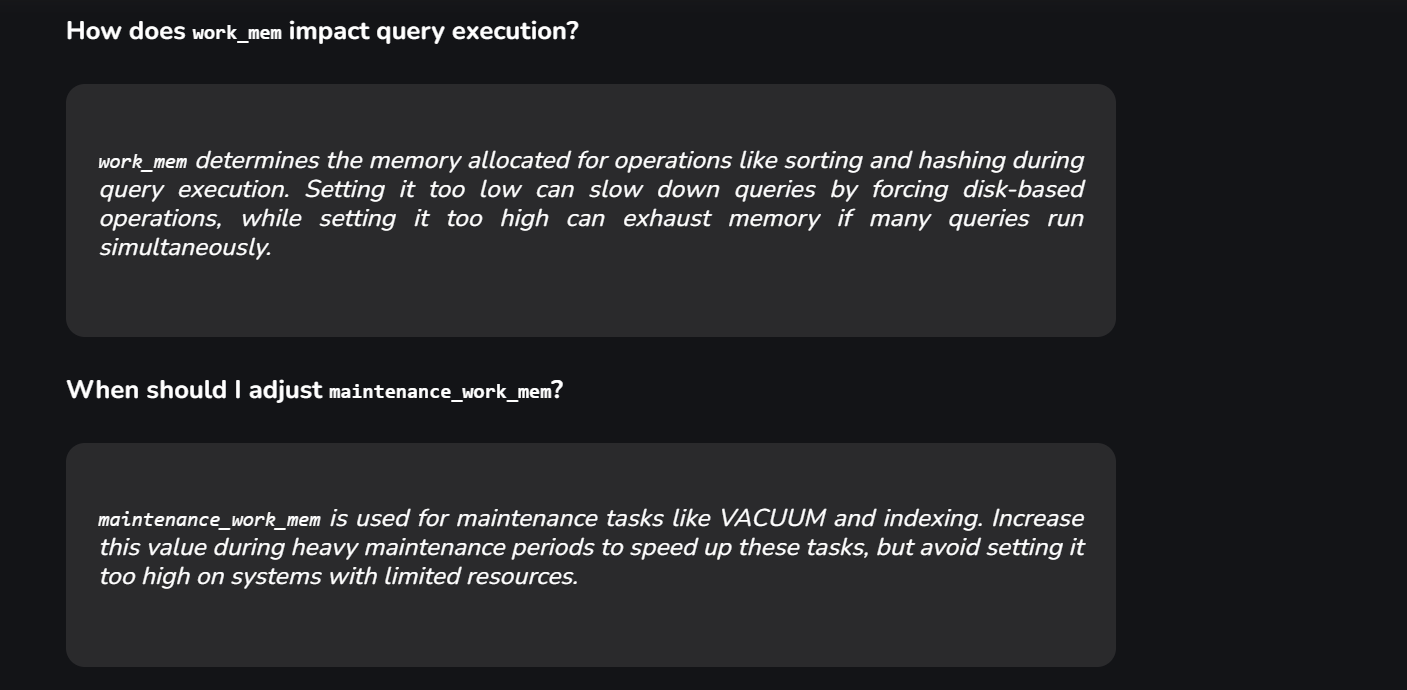 How does work_mem impact query execution?
work_mem determines the memory allocated for operations like sorting and hashing during
query execution. Setting it too low can slow down queries by forcing disk-based
operations, while setting it too high can exhaust memory if many queries run
simultaneously.
When should I adjust maintenance_work_mem?
maintenance_work_mem is used for maintenance tasks like VACUUM and indexing. Increase
this value during heavy maintenance periods to speed up these tasks, but avoid setting it
too high on systems with limited resources.